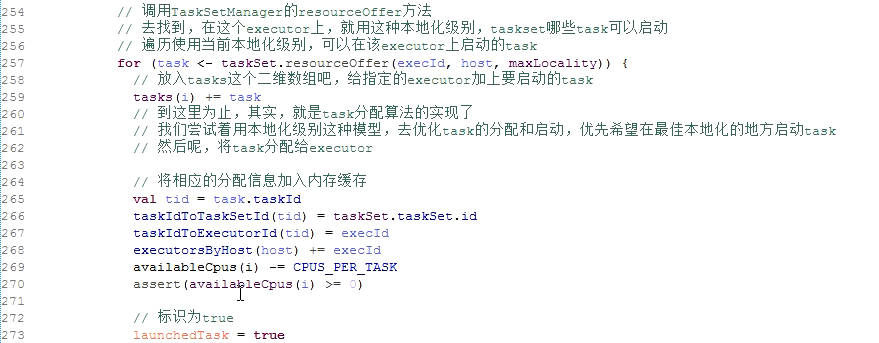 254 // 调用TaskSetManager的resourceOffer方法
255 // 去找到，在这个executor上，就用这种本地化级别，taskset哪些task可以启动
256 // 遍历使用当前本地化级别，可以在该executor上启动的task
257 for (task <- taskSet.resourceOffer(execId, host, maxLocality)) {
258 // 放入tasks这个二维数组吧，给指定的executor加上要启动的task
259 tasks(i) += task
260 // 到这里为止，其实，就是task分配算法的实现了
261 // 我们尝试着用本地化级别这种模型，去优化task的分配和启动，优先希望在最佳本地化的地方启动task
262 // 然后呢，将task分配给executor
263
264 // 将相应的分配信息加入内存缓存
265 val tid = task.taskId
266 taskIdToTaskSetId(tid) = taskSet.taskSet.id
267 taskIdToExecutorId(tid) = execId
268 executorsByHost(host) += execId
269 availableCpus(i) -= CPUS_PER_TASK
270 assert(availableCpus(i) >= 0)
271
272 // 标识为true
273 launchedTask = true